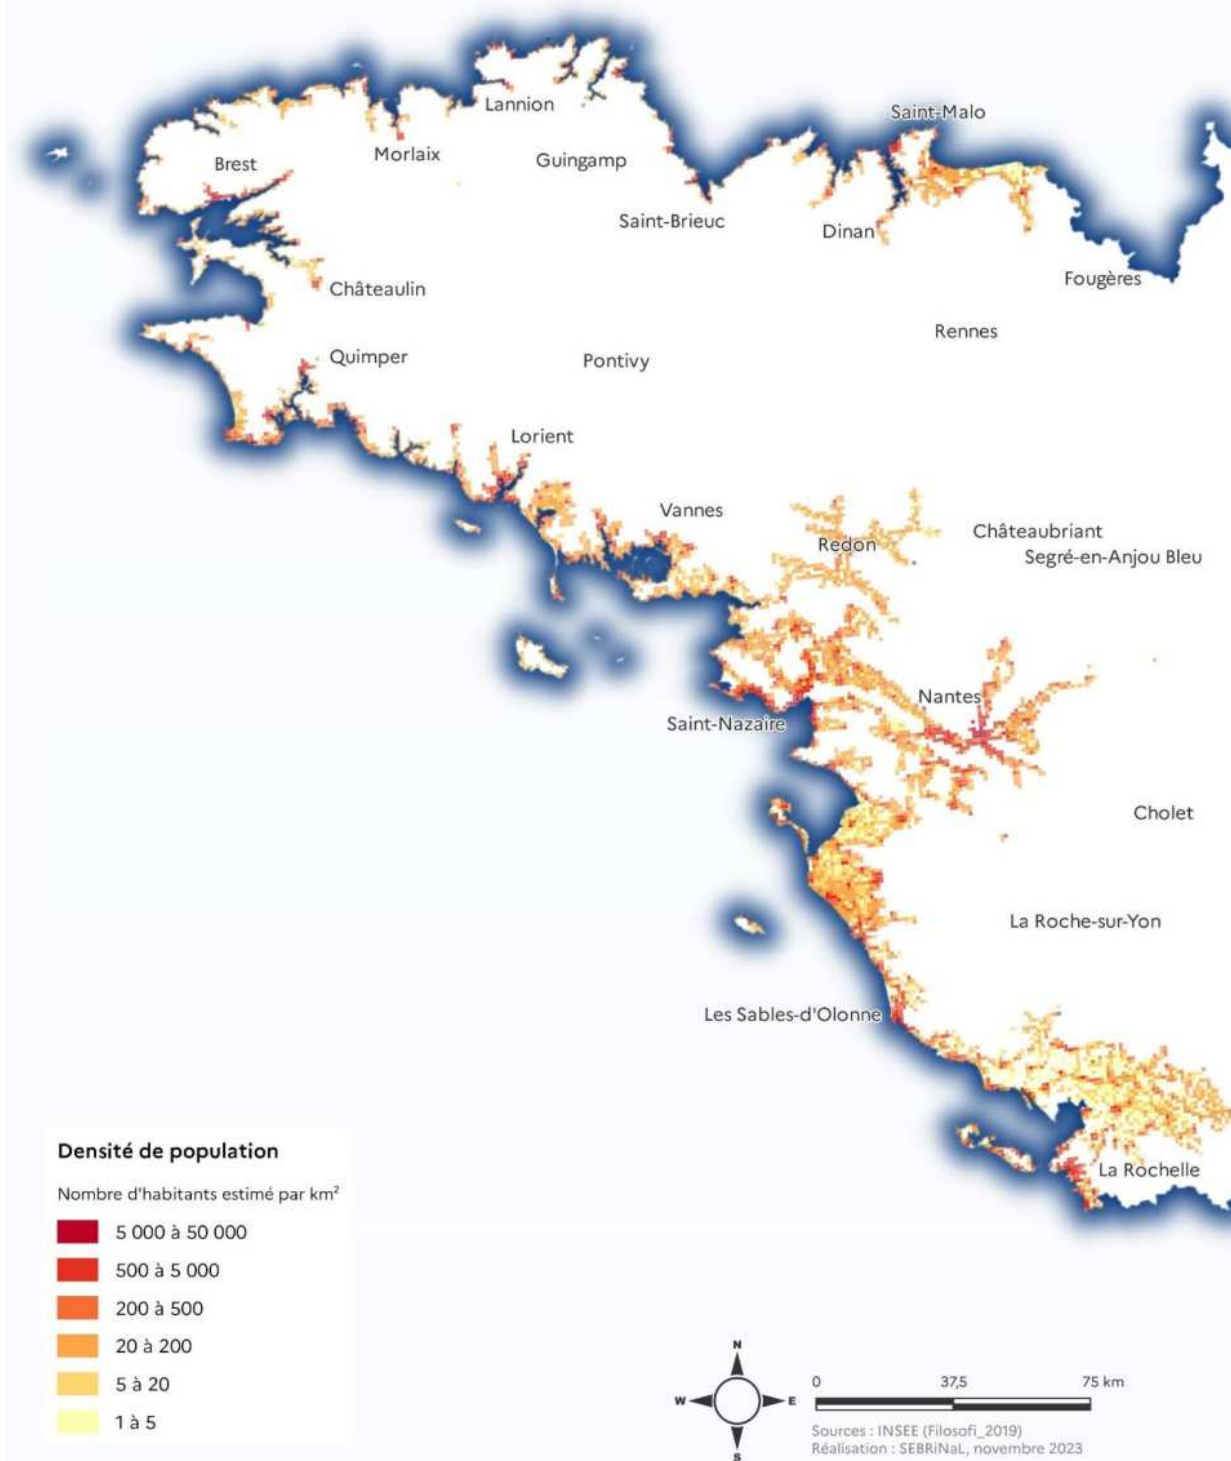 Saint-Malo
Lannion
Morlaix
Guingamp
Brest
Saint-Brieuc
Dinan
Fougères
Châteaulin
Rennes
Quimper
Pontivy
Lorient
Vannes
Châteaubriant
Redon
Segré-en-Anjou Bleu
Nantes
Saint-Nazaire
Cholet
La Roche-sur-Yon
Les Sables-d'Olonne
La Rochelle
Densité de population
Nombre d'habitants estimé par km²
5 000 à 50 000
500 à 5 000
200 à 500
20 à 200
5 à 20
1 à 5
N
W
E
S
0 37,5 75 km
Sources : INSEE (Filosofi_2019)
Réalisation : SEBRiNaL, novembre 2023